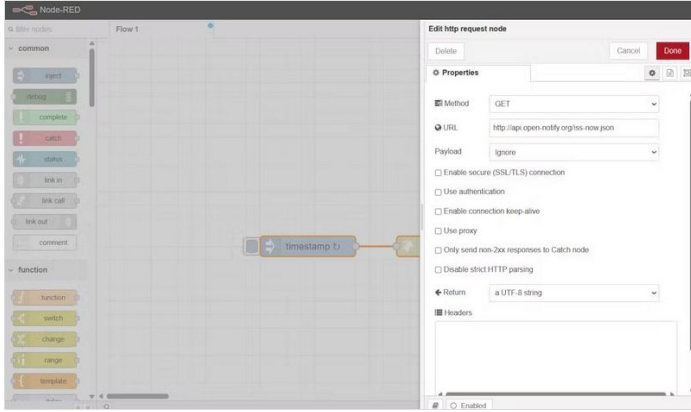 Node-RED
filter nodes
Flow 1
common
inject
debug
complete
catch
status
link in
link call
link out
comment
function
function
switch
change
range
template
delay
timestamp ↻
Edit http request node
Delete
Cancel
Done
Properties
Method
GET
URL
http://api.open-notify.org/iss-now.json
Payload
Ignore
Enable secure (SSL/TLS) connection
Use authentication
Enable connection keep-alive
Use proxy
Only send non-2xx responses to Catch node
Disable strict HTTP parsing
Return
a UTF-8 string
Headers
Enabled